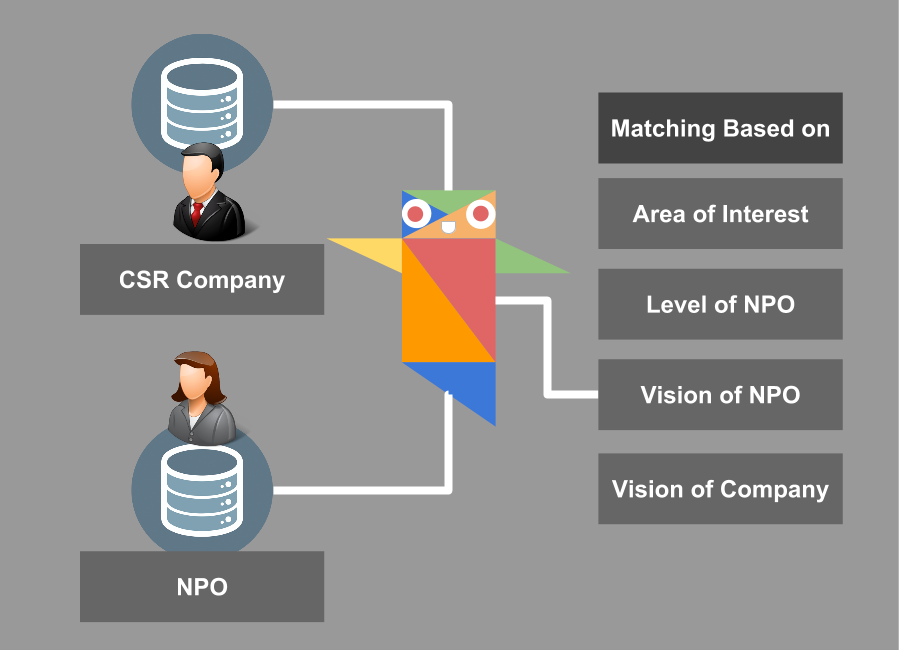 CSR Company
NPO
Matching Based on
Area of Interest
Level of NPO
Vision of NPO
Vision of Company